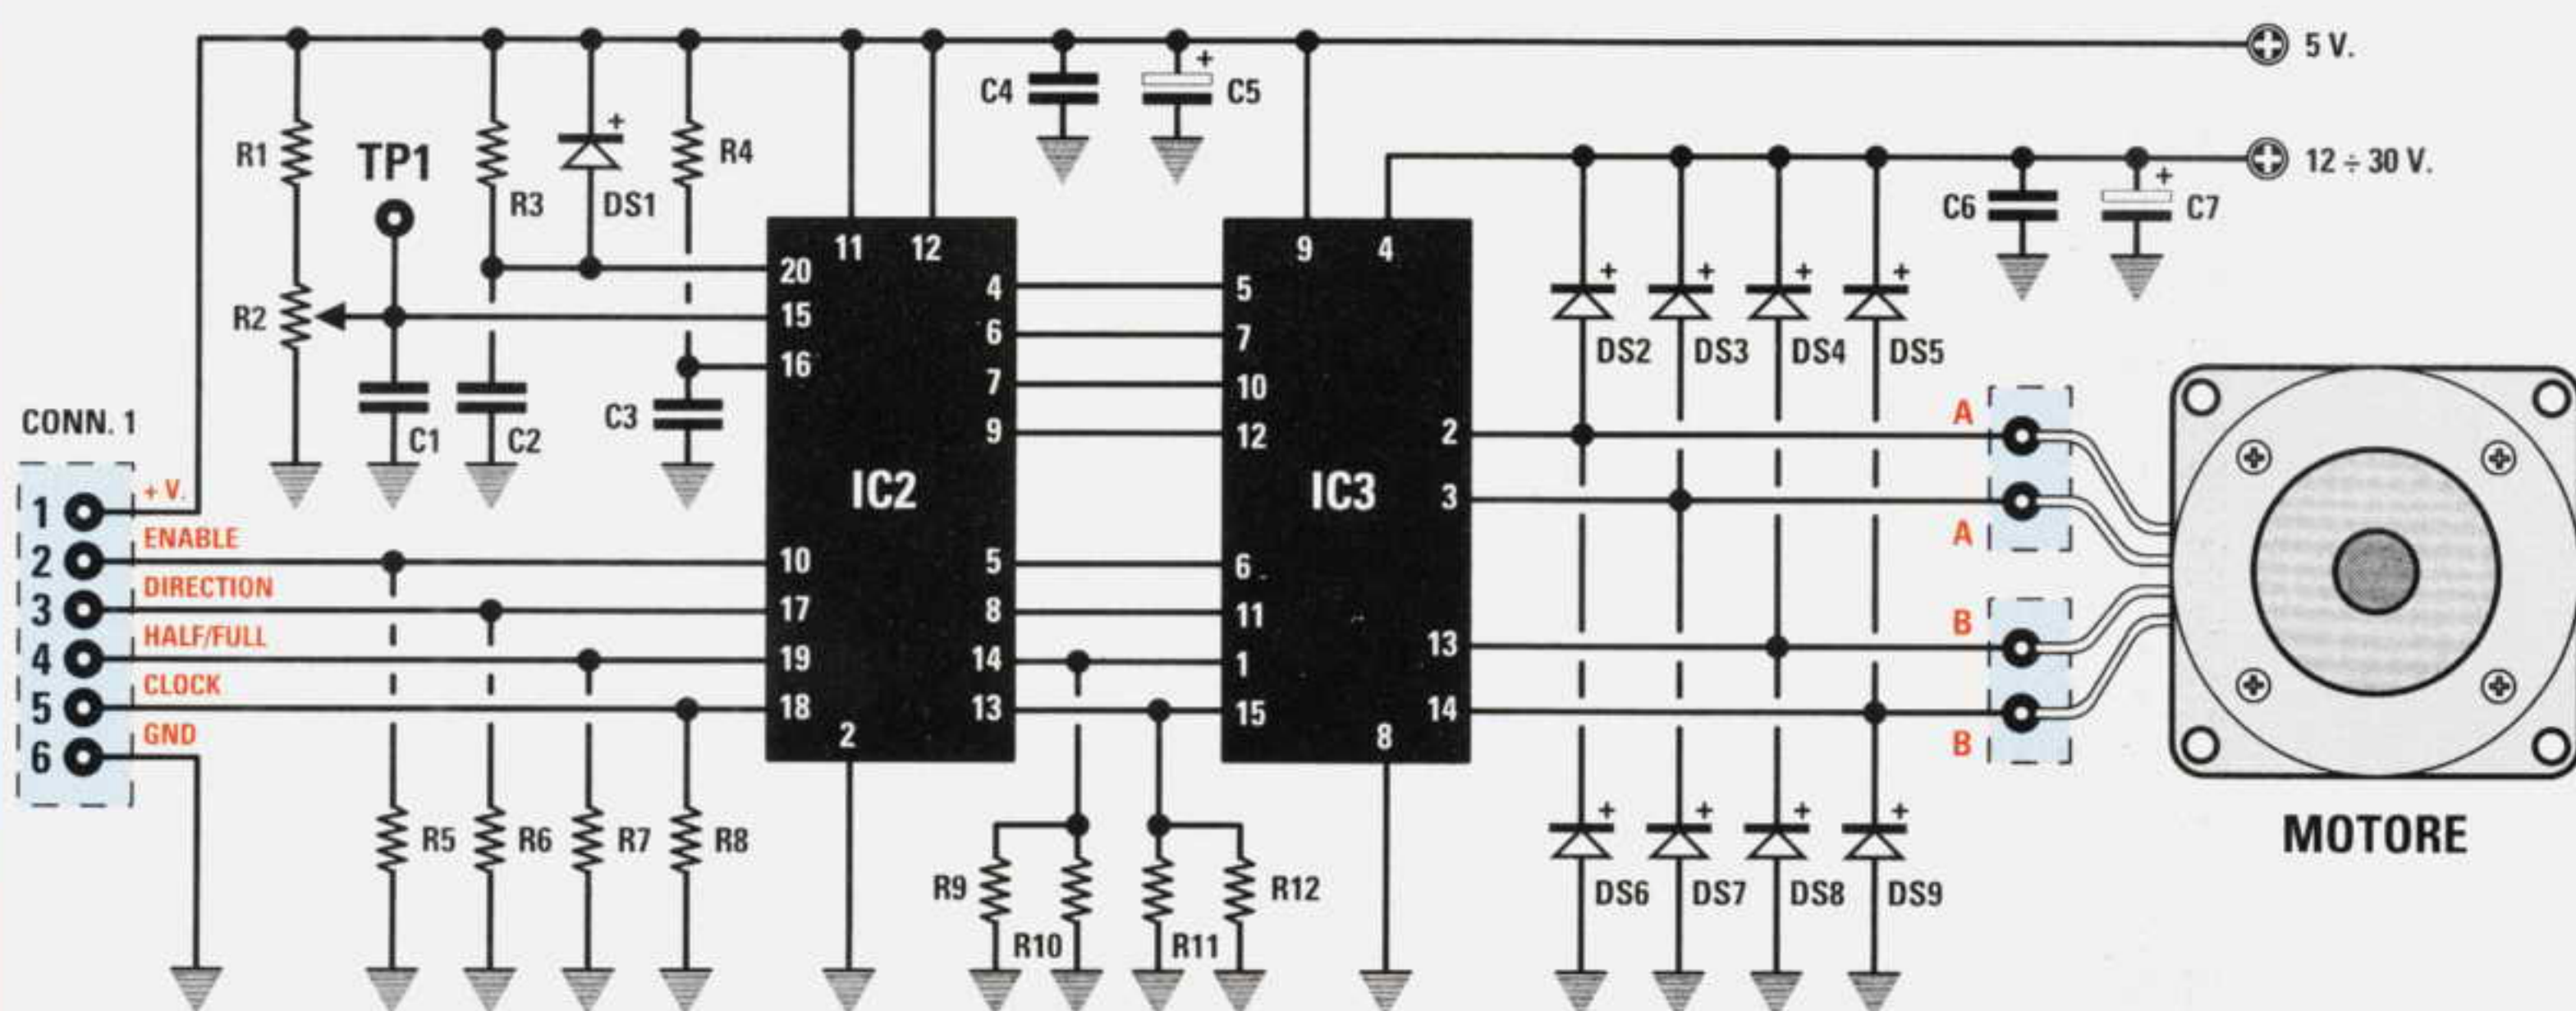 5 V.
12 ÷ 30 V.
R1
TP1
R3
DS1
R4
C4
+
C5
C6
+
C7
R2
C1
C2
C3
+
CONN. 1
1
+ V.
2
ENABLE
3
DIRECTION
4
HALF/FULL
5
CLOCK
6
GND
11
12
20
15
16
10
17
19
18
2
IC2
4
6
7
9
5
8
14
13
9
4
5
7
10
12
6
11
1
15
8
IC3
2
3
13
14
+
DS2
+
DS3
+
DS4
+
DS5
A
A
B
B
MOTORE
R5
R6
R7
R8
R9
R10
R11
R12
+
DS6
+
DS7
+
DS8
+
DS9